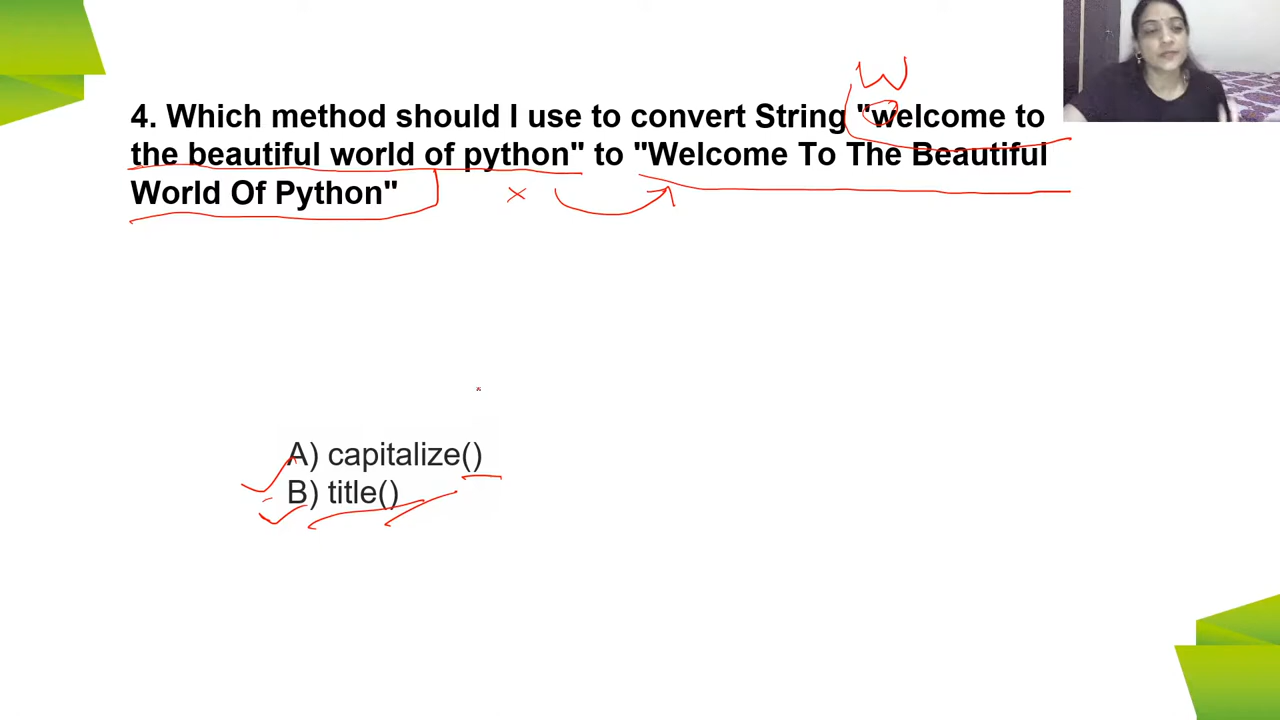 W
4. Which method should I use to convert String "welcome to
the beautiful world of python" to "Welcome To The Beautiful
World Of Python"
A) capitalize()
B) title()